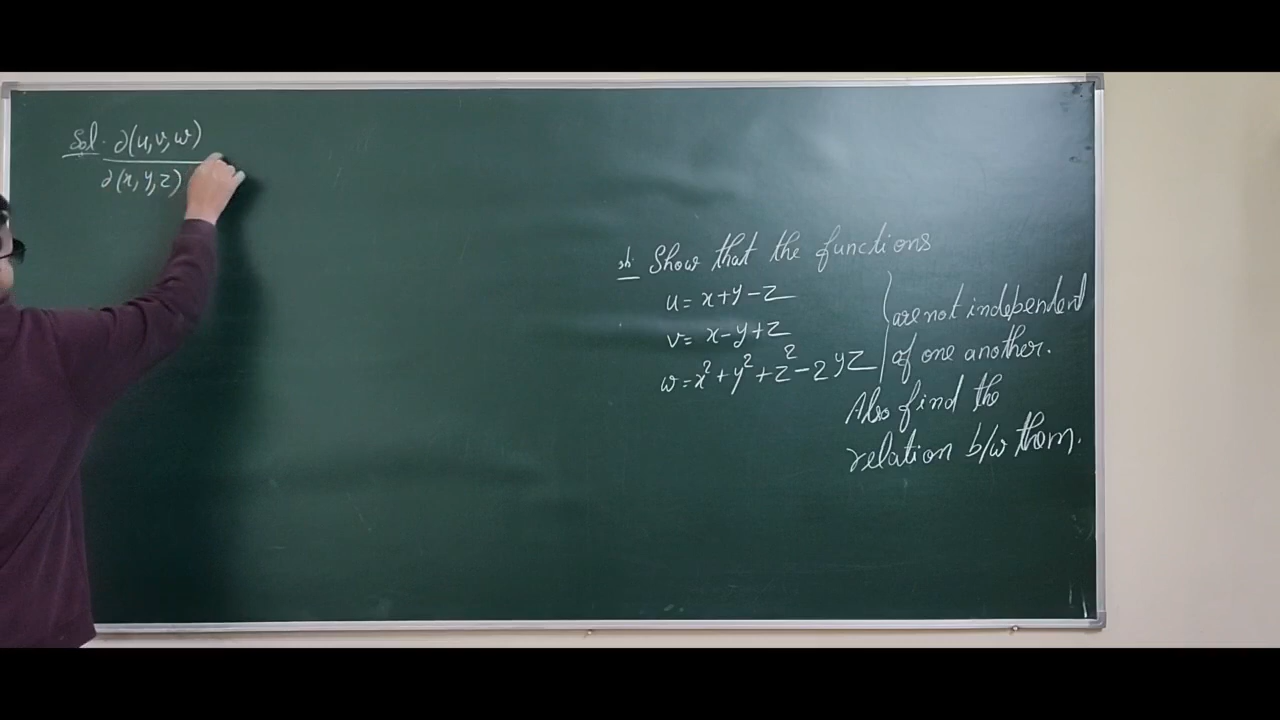 Sol. ∂(u,v,w)
∂(x,y,z)
Show that the functions
u = x+y-z
v = x-y+z
w = x²+y²+z²-2yz
are not independent
of one another.
Also find the
relation b/w them.